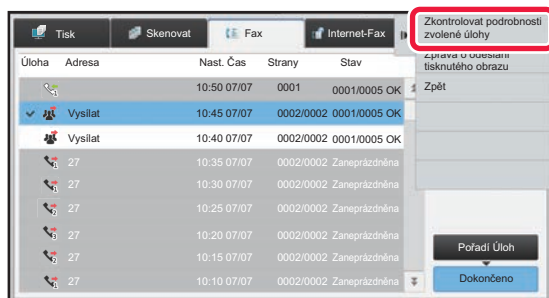 Tisk
Skenovat
Fax
Internet-Fax
Zkontrolovat podrobnosti
zvolené úlohy
Zpráva o odeslání
tisknutého obrazu
Zpět
Úloha Adresa Nast. Čas Strany Stav
10:50 07/07 0001 0001/0005 OK
Vysílat 10:45 07/07 0002/0002 0001/0005 OK
Vysílat 10:40 07/07 0002/0002 0001/0005 OK
27 10:35 07/07 0002/0002 Zaneprázdněna
27 10:30 07/07 0002/0002 Zaneprázdněna
27 10:25 07/07 0002/0002 Zaneprázdněna
27 10:20 07/07 0002/0002 Zaneprázdněna
27 10:15 07/07 0002/0002 Zaneprázdněna
27 10:10 07/07 0002/0002 Zaneprázdněna
Pořadí Úloh
Dokončeno